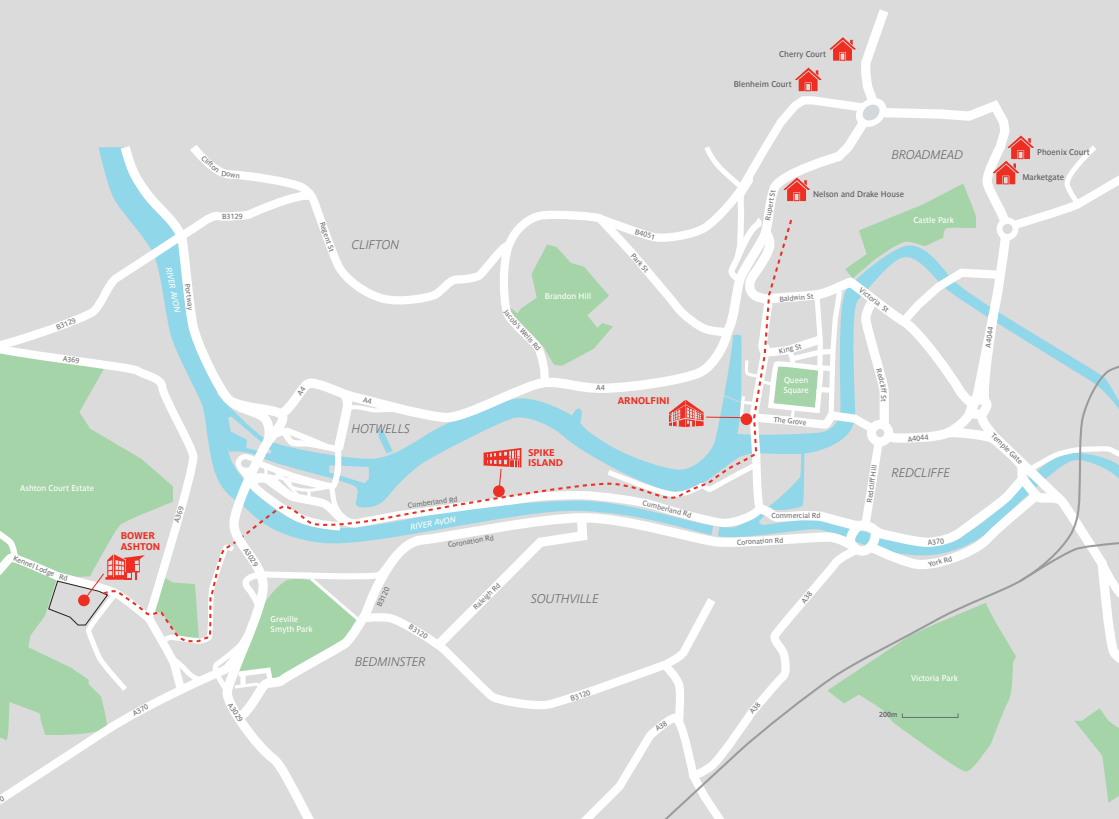 Cherry Court
Blenheim Court
BROADMEAD
Phoenix Court
Marketgate
Nelson and Drake House
Rupert St
Castle Park
Clifton Down
B3129
Regent St
CLIFTON
B4051
Park St
RIVER AVON
Portway
Brandon Hill
Baldwin St
Victoria St
B3129
Jacob's Wells Rd
King St
A4044
A369
A4
A4
A4
Queen
Square
Redcliff St
ARNOLFINI
The Grove
HOTWELLS
A4044
Temple Gate
SPIKE
ISLAND
REDCLIFFE
Redcliff Hill
Ashton Court Estate
A369
Cumberland Rd
Cumberland Rd
Commercial Rd
RIVER AVON
Coronation Rd
Coronation Rd
A370
York Rd
BOWER
ASHTON
A3029
Kennel Lodge Rd
B3120
Raleigh Rd
SOUTHVILLE
A38
Greville
Smyth Park
B3120
BEDMINSTER
Victoria Park
B3120
200m
A370
A3029
A38
A38
0